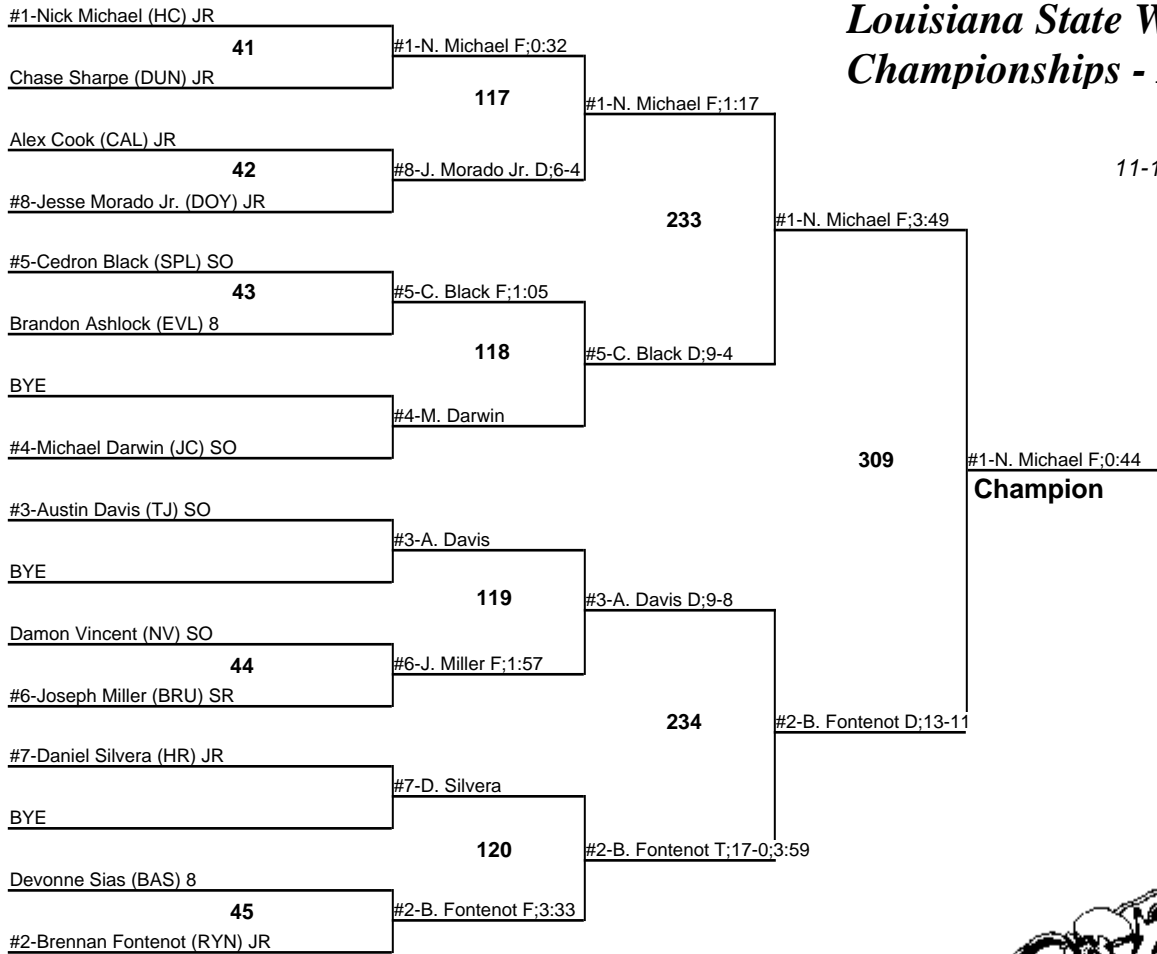 #1-Nick Michael (HC) JR
41
Chase Sharpe (DUN) JR
Alex Cook (CAL) JR
42
#8-Jesse Morado Jr. (DOY) JR
#5-Cedron Black (SPL) SO
43
Brandon Ashlock (EVL) 8
BYE
#4-Michael Darwin (JC) SO
#3-Austin Davis (TJ) SO
BYE
Damon Vincent (NV) SO
44
#6-Joseph Miller (BRU) SR
#7-Daniel Silvera (HR) JR
BYE
Devonne Sias (BAS) 8
45
#2-Brennan Fontenot (RYN) JR
#1-N. Michael F;0:32
117
#8-J. Morado Jr. D;6-4
#5-C. Black F;1:05
118
#4-M. Darwin
#3-A. Davis
119
#6-J. Miller F;1:57
#7-D. Silvera
120
#2-B. Fontenot F;3:33
#1-N. Michael F;1:17
233
#5-C. Black D;9-4
#3-A. Davis D;9-8
234
#2-B. Fontenot T;17-0;3:59
#1-N. Michael F;3:49
309
#2-B. Fontenot D;13-11
#1-N. Michael F;0:44
Champion
Louisiana State W
Championships -
11-1